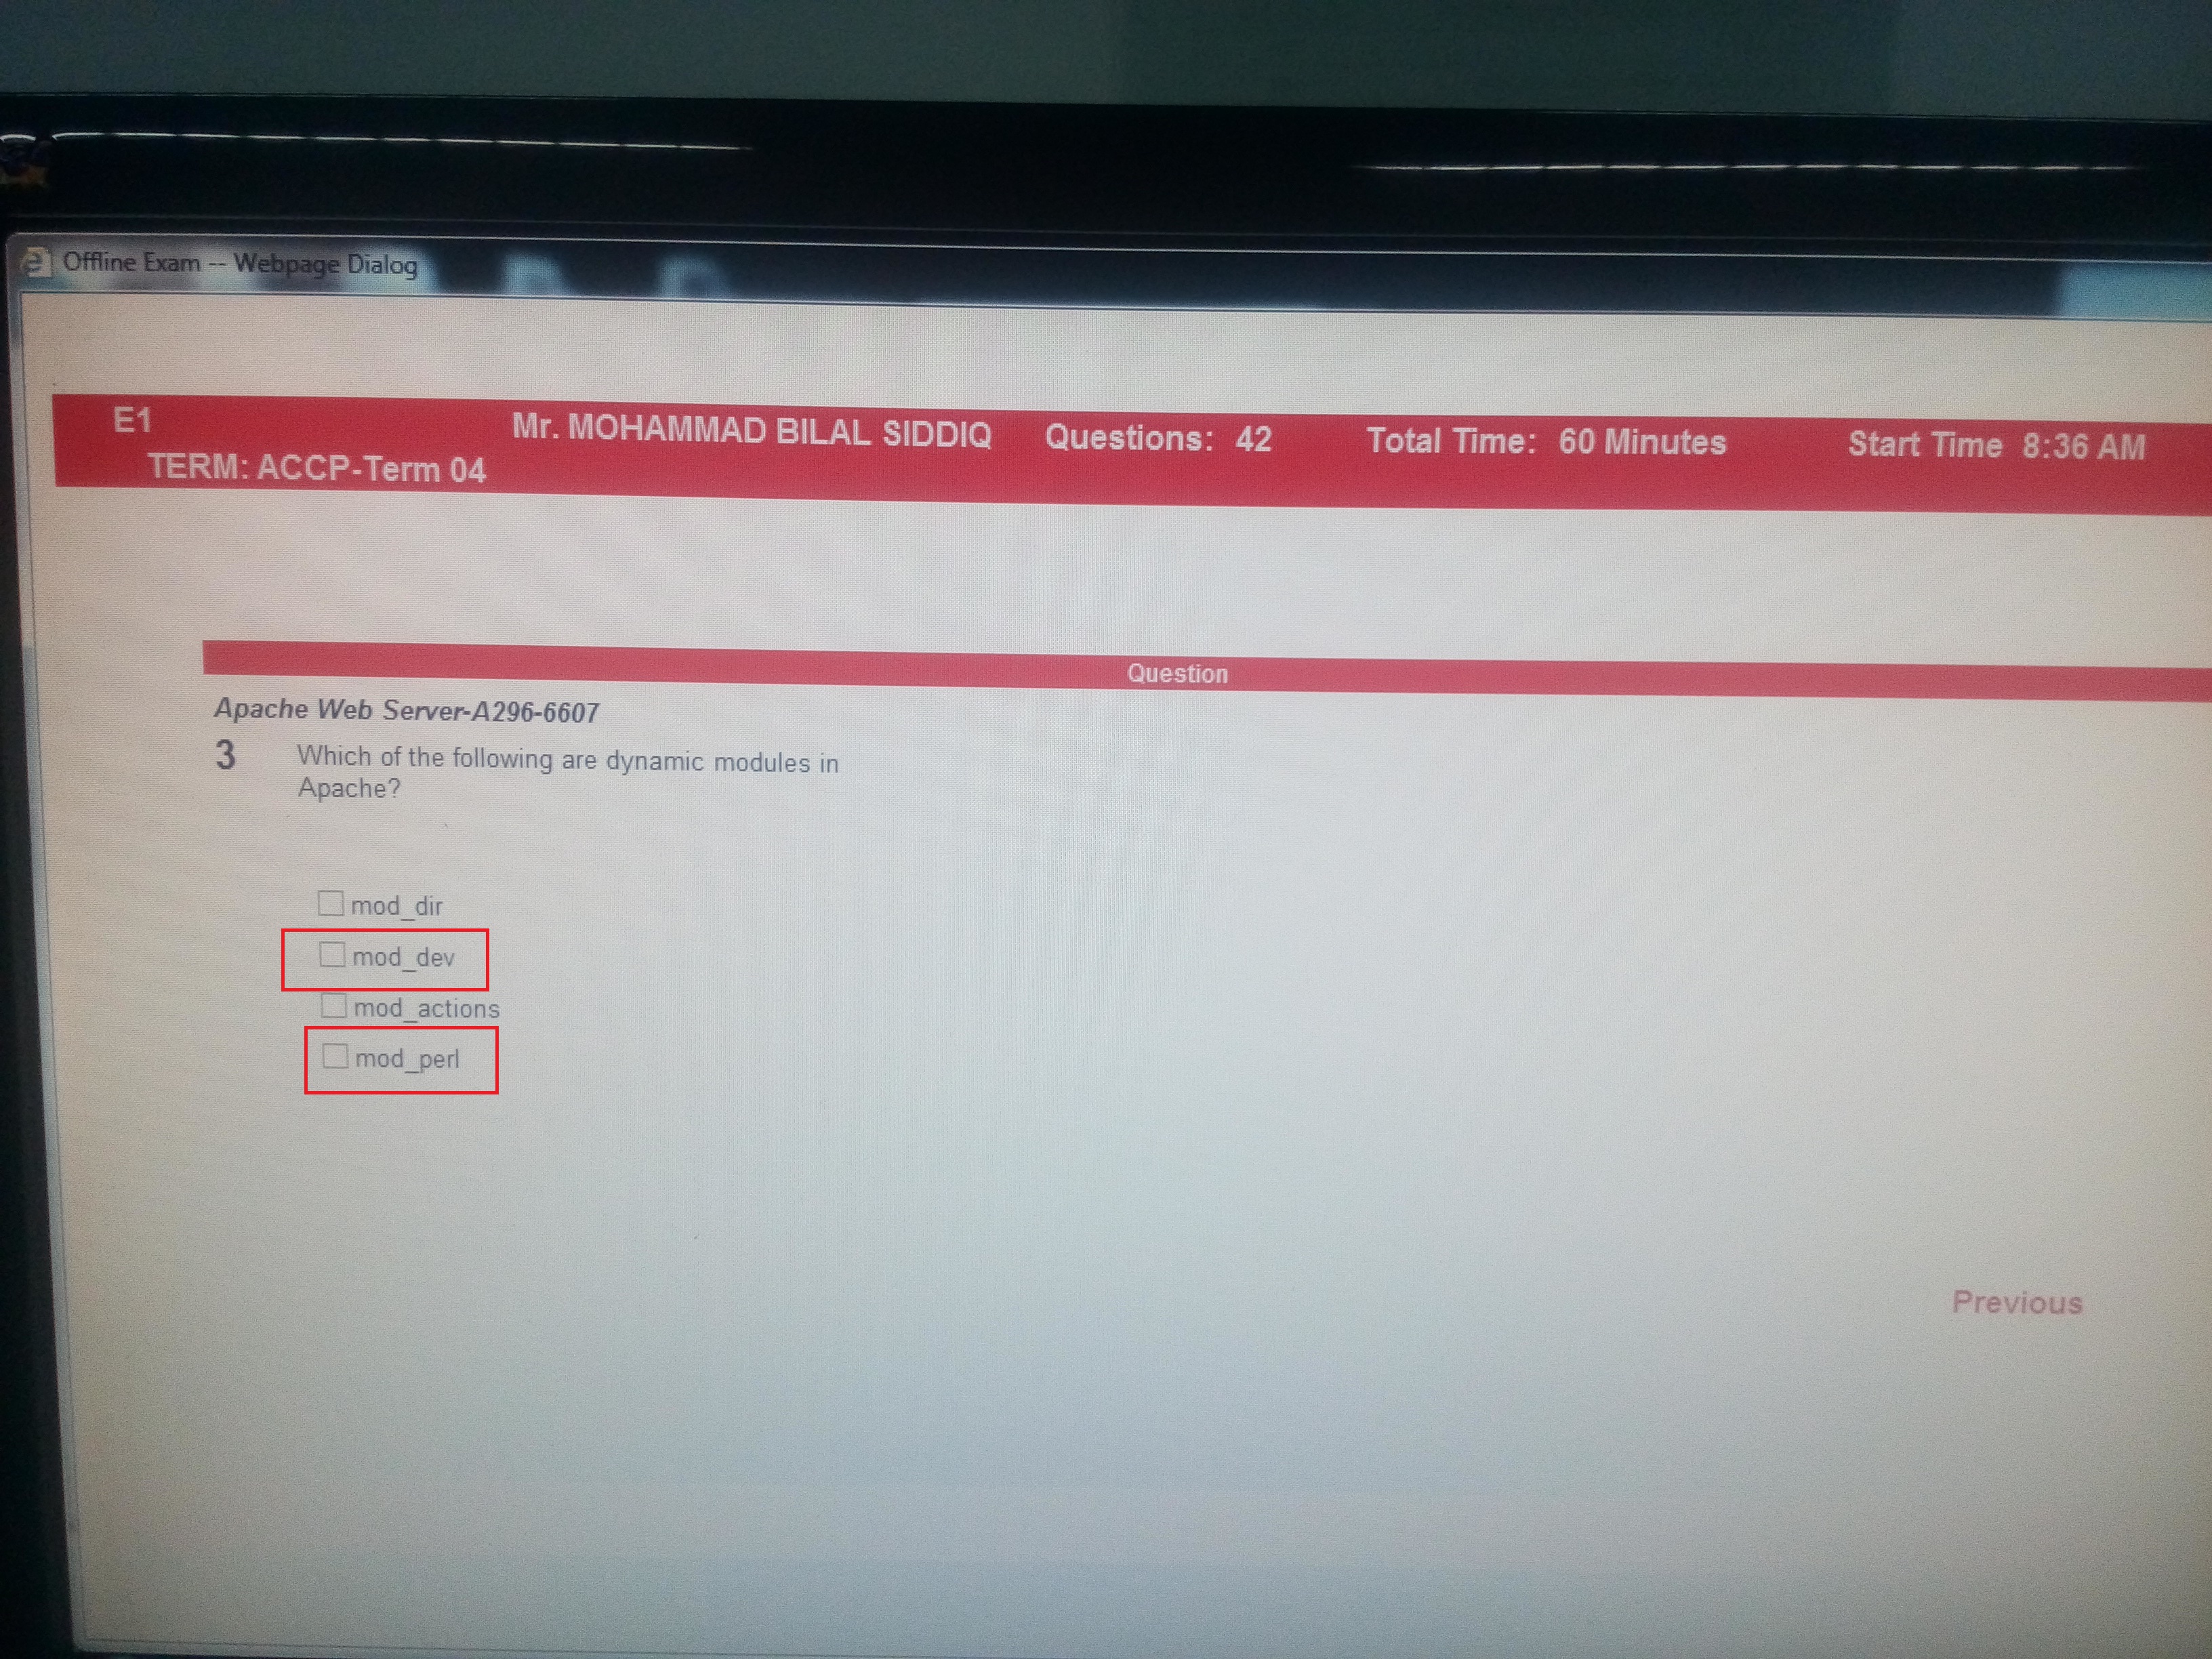 Offline Exam -- Webpage Dialog
E1 Mr. MOHAMMAD BILAL SIDDIQ Questions: 42 Total Time: 60 Minutes Start Time 8:36 AM
TERM: ACCP-Term 04
Question
Apache Web Server-A296-6607
3 Which of the following are dynamic modules in
Apache?
mod_dir
mod_dev
mod_actions
mod_perl
Previous